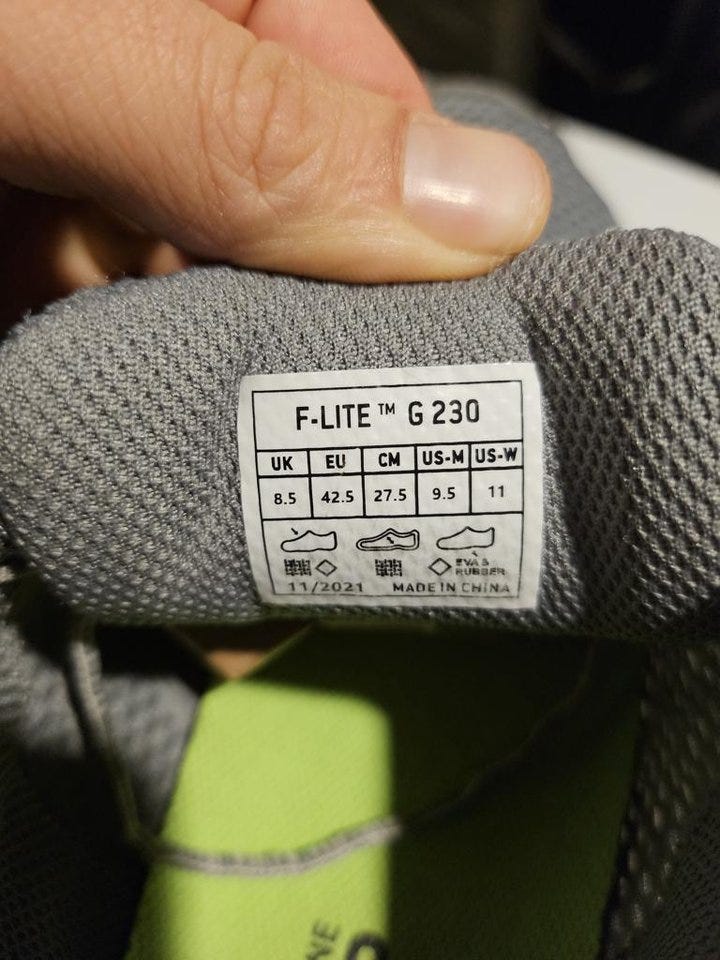 F-LITE ™ G 230
UK EU CM US-M US-W
8.5 42.5 27.5 9.5 11
EVA &
RUBBER
11/2021 MADE IN CHINA
NE